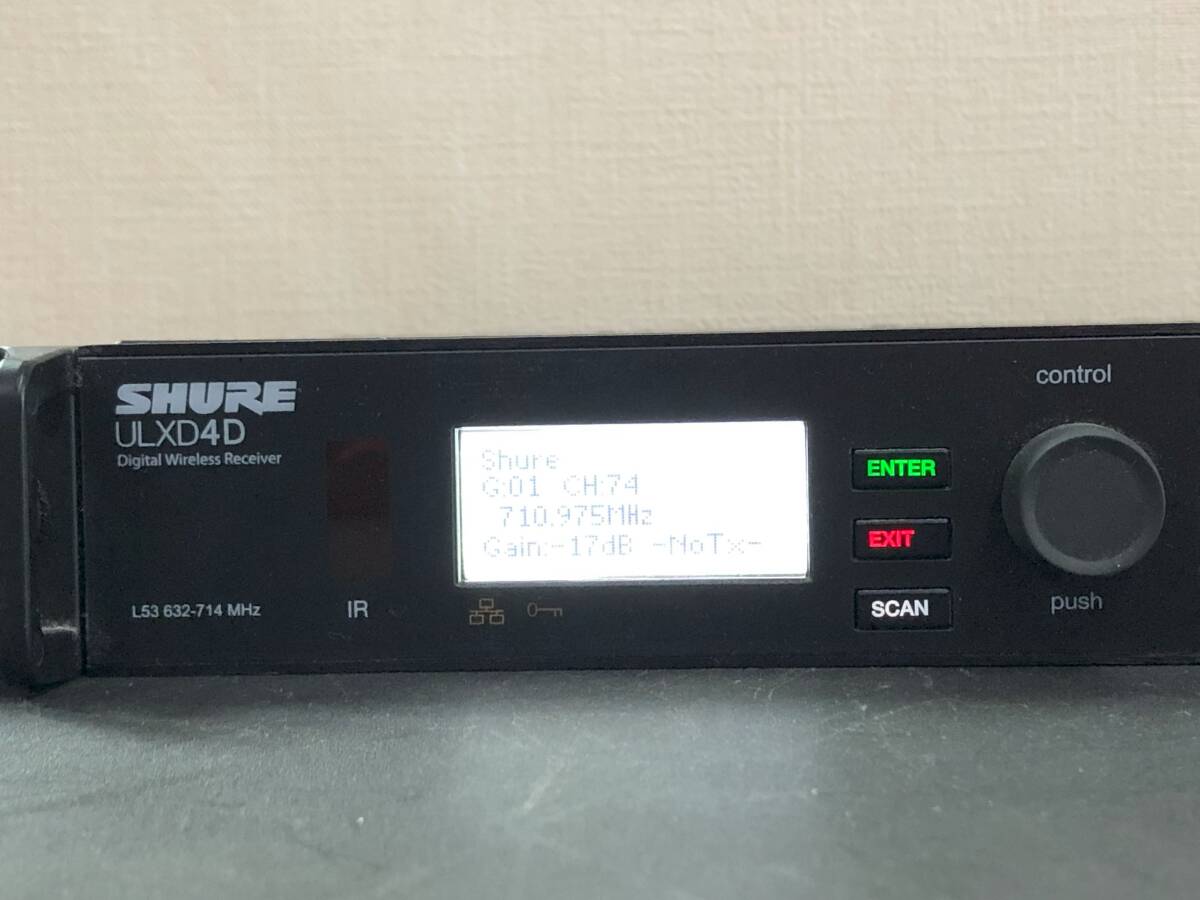 SHURE
ULXD4D
Digital Wireless Receiver
L53 632-714 MHz
IR
Shure
G:01 CH:74
710.975MHz
Gain:-17dB -NoTx-
ENTER
EXIT
SCAN
control
push